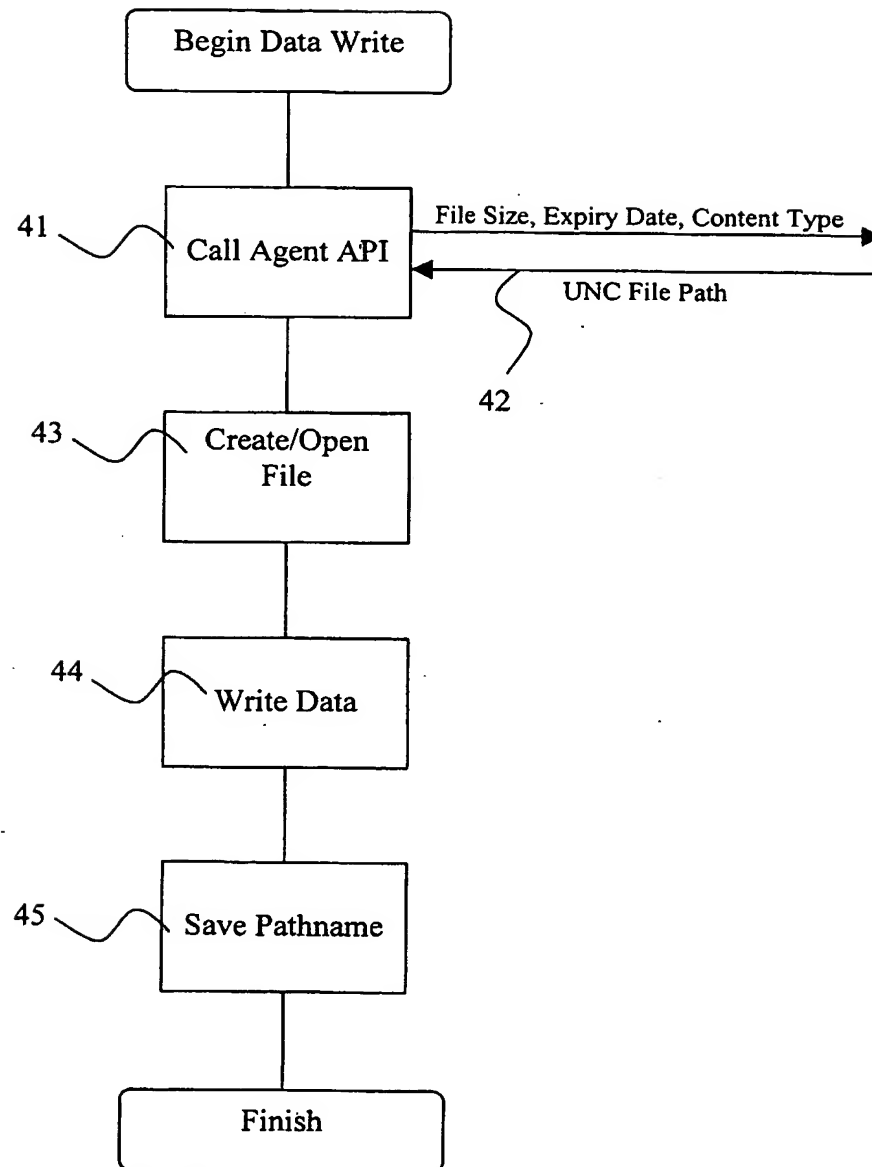 Begin Data Write
41
Call Agent API
File Size, Expiry Date, Content Type
UNC File Path
42
43
Create/Open
File
44
Write Data
45
Save Pathname
Finish